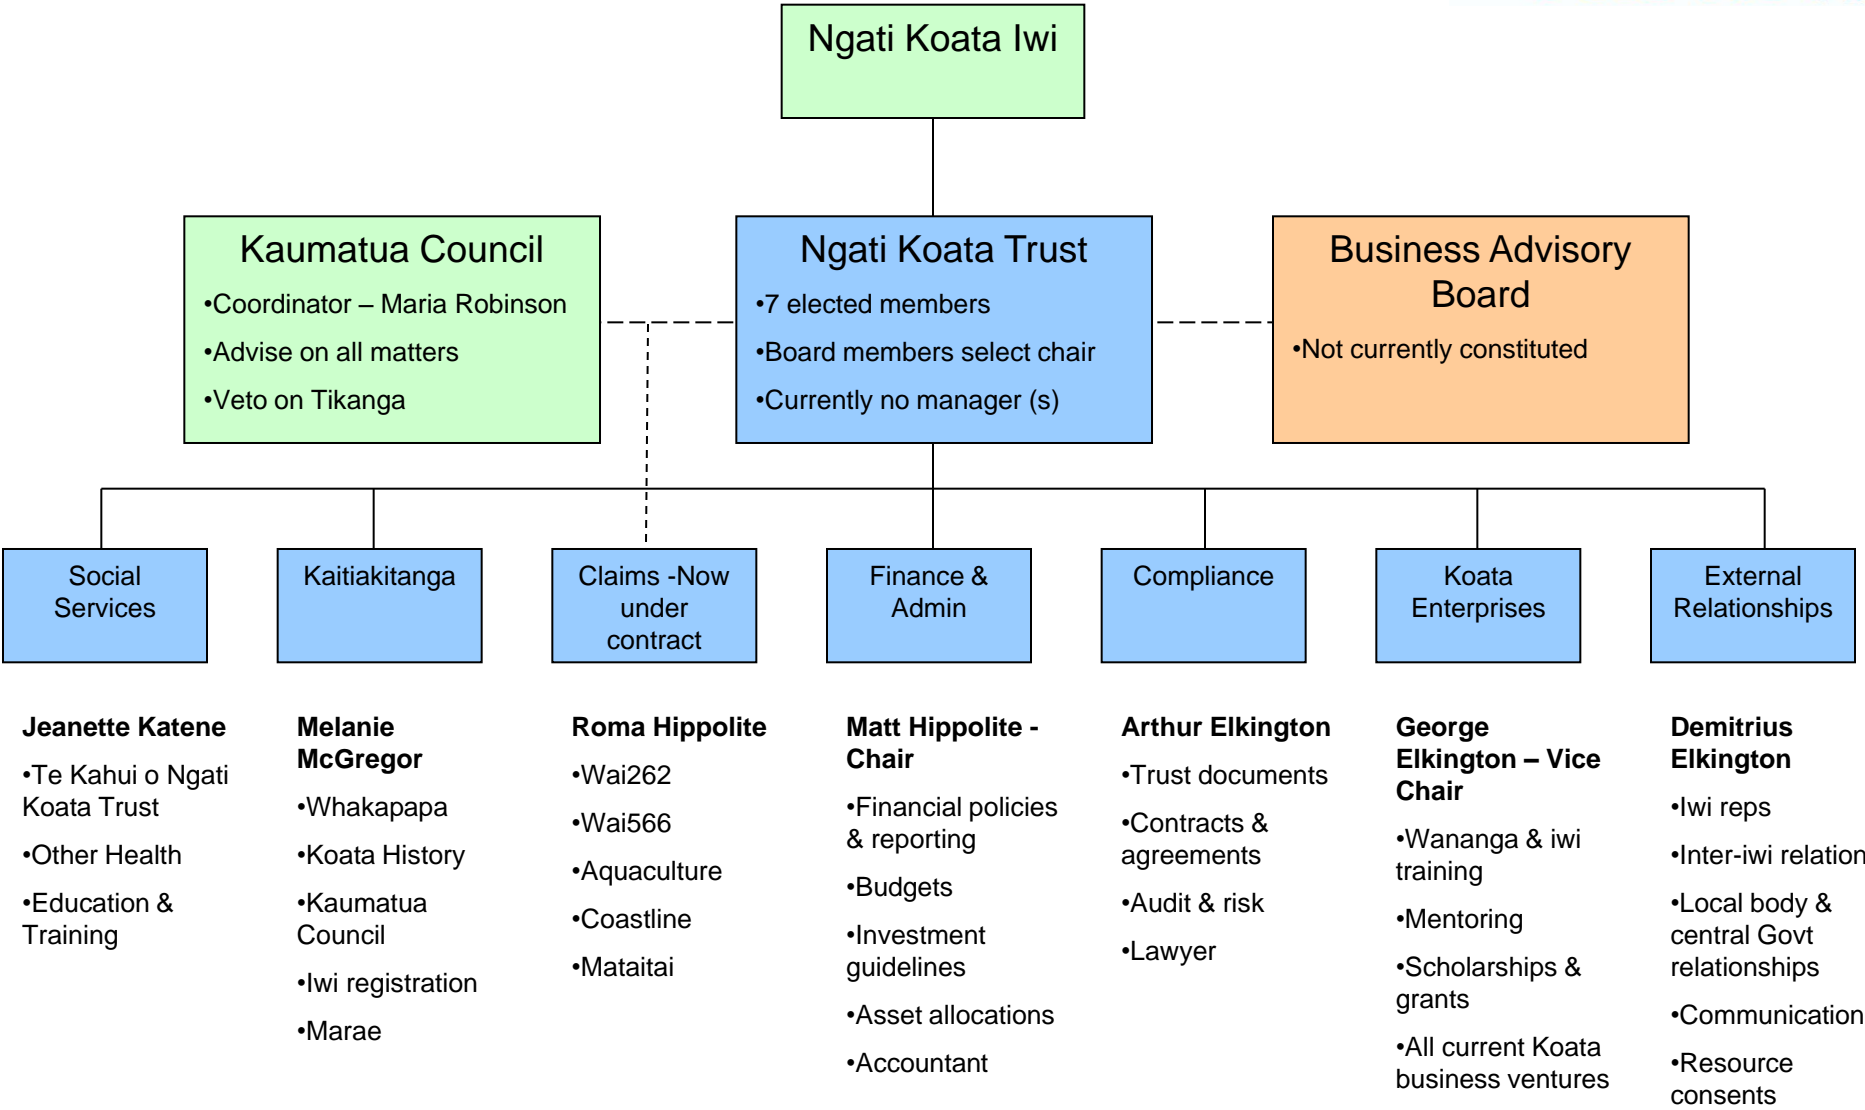 Ngati Koata Iwi
Kaumatua Council
•Coordinator – Maria Robinson
•Advise on all matters
•Veto on Tikanga
Ngati Koata Trust
•7 elected members
•Board members select chair
•Currently no manager (s)
Business Advisory
Board
•Not currently constituted
Social
Services
Kaitiakitanga
Claims -Now
under
contract
Finance &
Admin
Compliance
Koata
Enterprises
External
Relationships
Jeanette Katene
•Te Kahui o Ngati
Koata Trust
•Other Health
•Education &
Training
Melanie
McGregor
•Whakapapa
•Koata History
•Kaumatua
Council
•Iwi registration
•Marae
Roma Hippolite
•Wai262
•Wai566
•Aquaculture
•Coastline
•Mataitai
Matt Hippolite -
Chair
•Financial policies
& reporting
•Budgets
•Investment
guidelines
•Asset allocations
•Accountant
Arthur Elkington
•Trust documents
•Contracts &
agreements
•Audit & risk
•Lawyer
George
Elkington – Vice
Chair
•Wananga & iwi
training
•Mentoring
•Scholarships &
grants
•All current Koata
business ventures
Demitrius
Elkington
•Iwi reps
•Inter-iwi relation
•Local body &
central Govt
relationships
•Communication
•Resource
consents